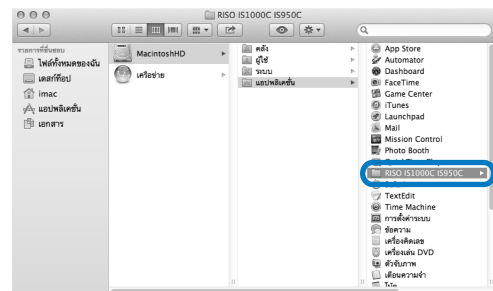 RISO IS1000C IS950C
รายการที่ชื่นชอบ
ไฟล์ทั้งหมดของฉัน
เดสก์ท็อป
imac
แอปพลิเคชั่น
เอกสาร
MacintoshHD
เครือข่าย
คลัง
ผู้ใช้
ระบบ
แอปพลิเคชั่น
App Store
Automator
Dashboard
FaceTime
Game Center
iTunes
Launchpad
Mail
Mission Control
Photo Booth
RISO IS1000C IS950C
TextEdit
Time Machine
การตั้งค่าระบบ
ข้อความ
เครื่องคิดเลข
เครื่องเล่น DVD
ตัวจับภาพ
เตือนความจำ